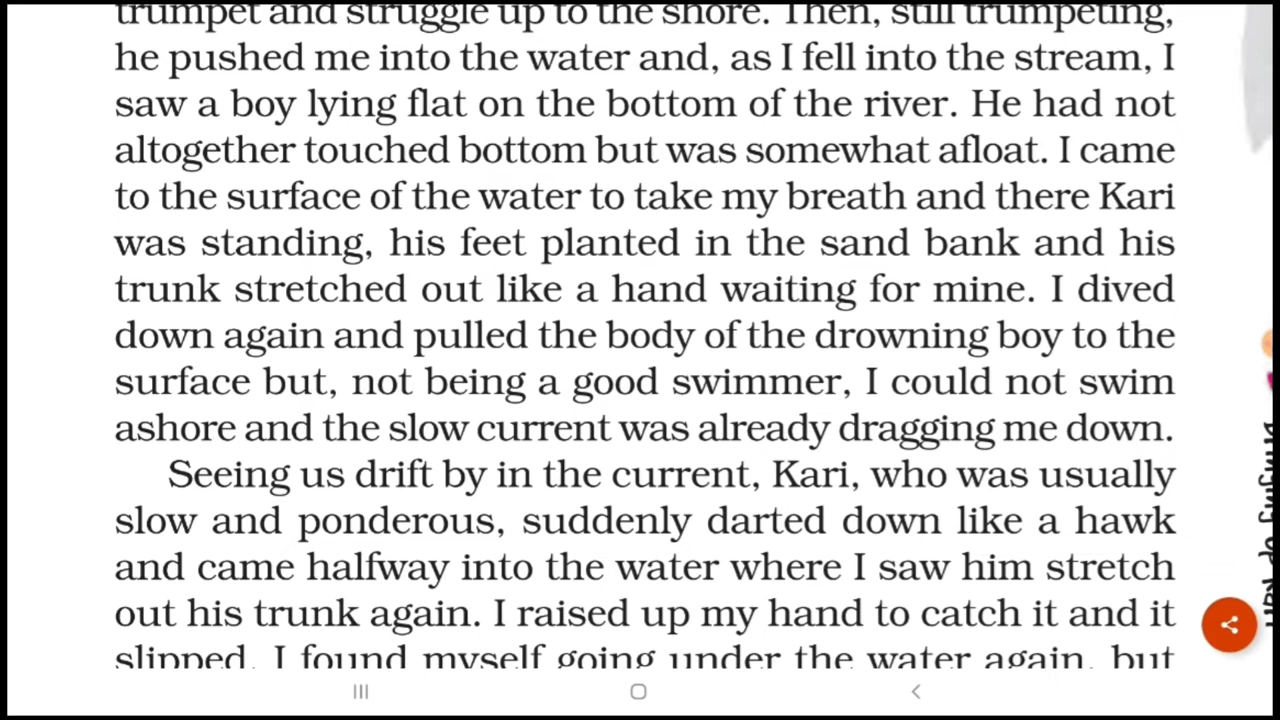 trumpet and struggle up to the shore. Then, still trumpeting,
he pushed me into the water and, as I fell into the stream, I
saw a boy lying flat on the bottom of the river. He had not
altogether touched bottom but was somewhat afloat. I came
to the surface of the water to take my breath and there Kari
was standing, his feet planted in the sand bank and his
trunk stretched out like a hand waiting for mine. I dived
down again and pulled the body of the drowning boy to the
surface but, not being a good swimmer, I could not swim
ashore and the slow current was already dragging me down.
Seeing us drift by in the current, Kari, who was usually
slow and ponderous, suddenly darted down like a hawk
and came halfway into the water where I saw him stretch
out his trunk again. I raised up my hand to catch it and it
slipped. I found myself going under the water again, but